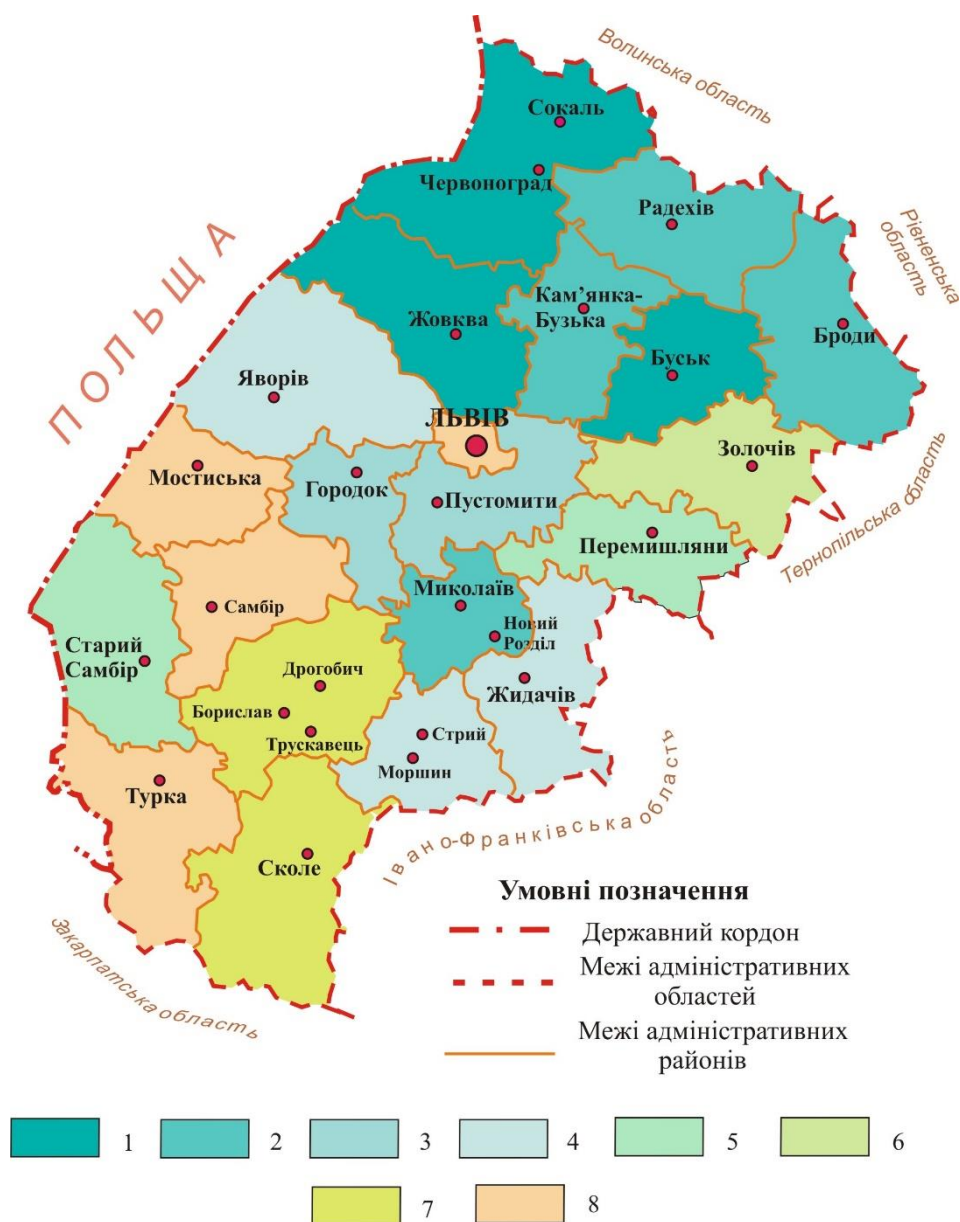 Волинська область
Сокаль
Червоноград
Радехів
Рівненська
область
ПОЛЬЩА
Кам’янка-
Бузька
Жовква
Броди
Буськ
Яворів
ЛЬВІВ
Золочів
Мостиська
Городок
Пустомити
Тернопільська область
Перемишляни
Миколаїв
Самбір
Новий
Розділ
Старий
Самбір
Дрогобич
Жидачів
Борислав
Трускавець
Стрий
Моршин
Турка
Івано-Франківська область
Сколе
Закарпатська область
Умовні позначення
Державний кордон
Межі адміністративних
областей
Межі адміністративних
районів
1 2 3 4 5 6
7 8